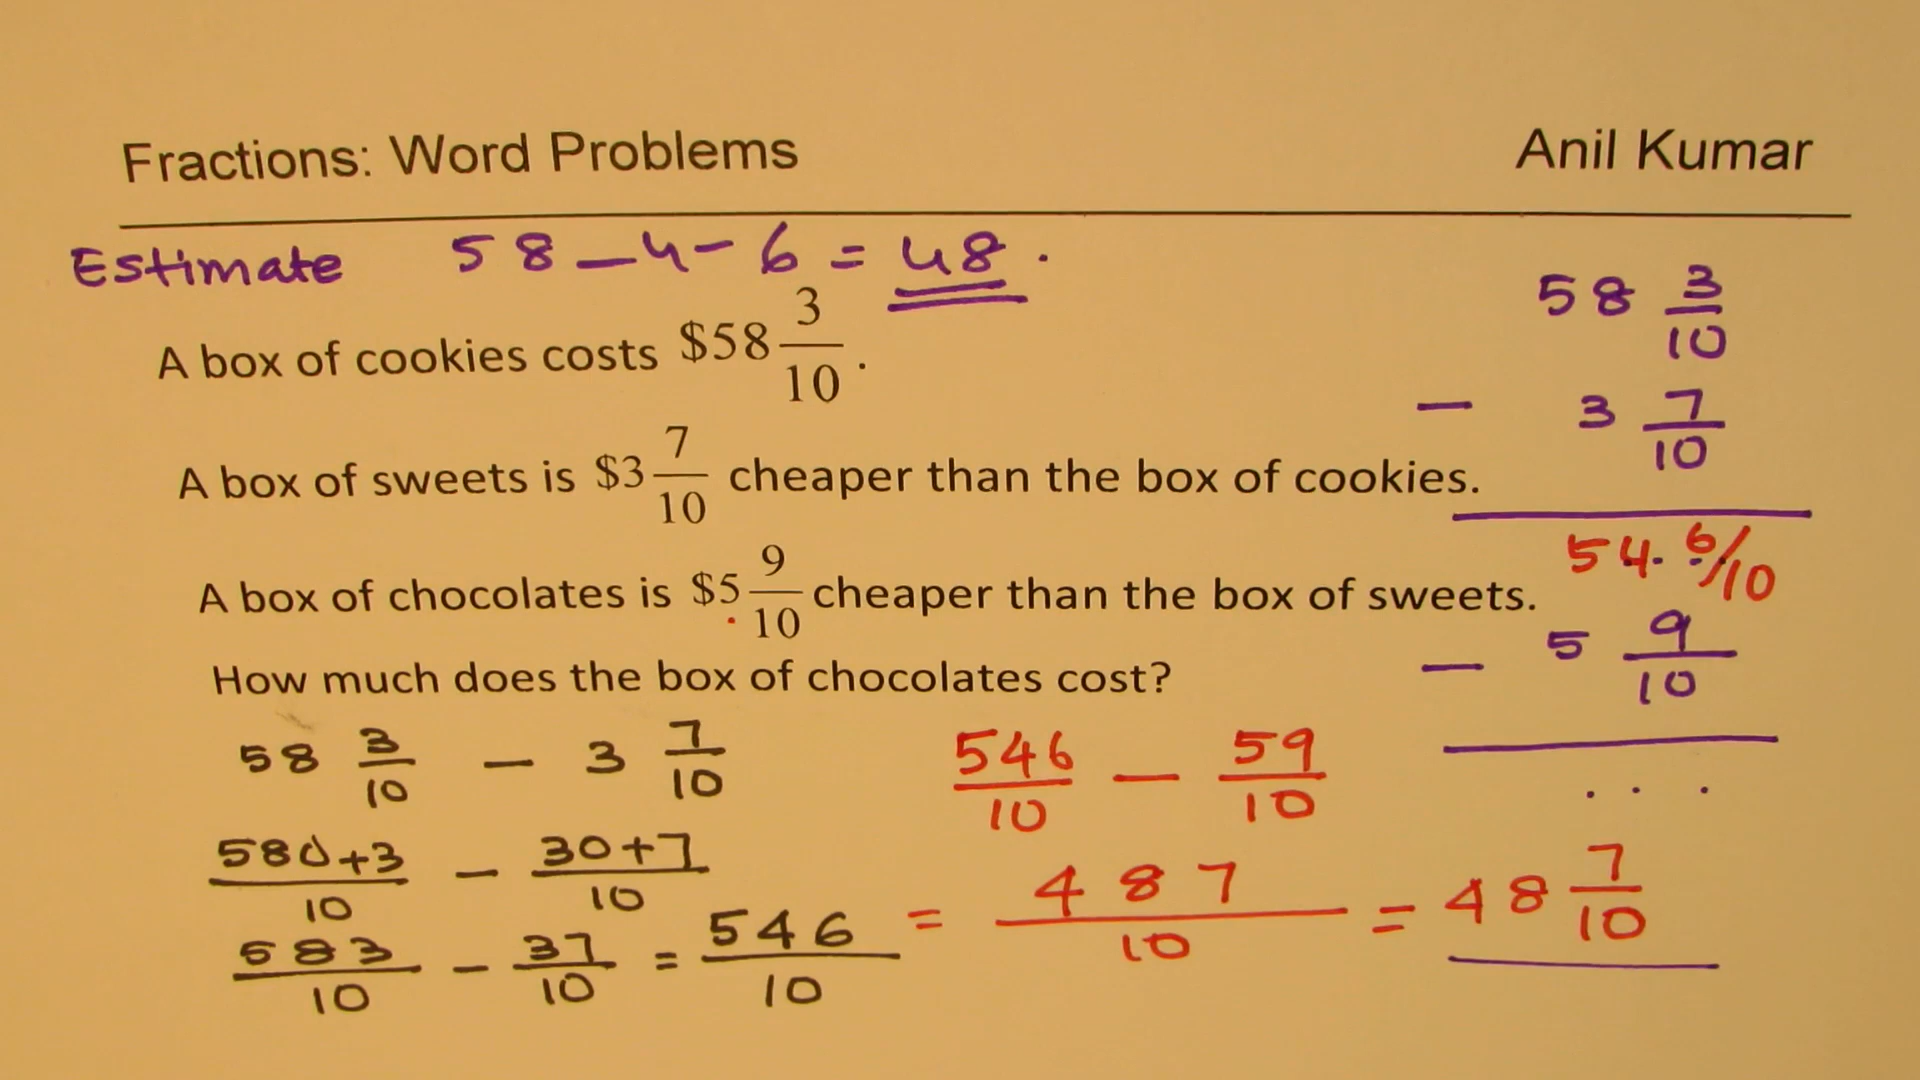 Fractions: Word Problems Anil Kumar
Estimate 58 - 4 - 6 = 48.
A box of cookies costs $58 3/10.
A box of sweets is $3 7/10 cheaper than the box of cookies.
A box of chocolates is $5 9/10 cheaper than the box of sweets.
How much does the box of chocolates cost?
58 3/10 - 3 7/10
580+3/10 - 30+7/10
583/10 - 37/10 = 546/10
546/10 - 59/10
= 487/10 = 48 7/10
58 3/10
- 3 7/10
54. 6/10
- 5 9/10
. . .